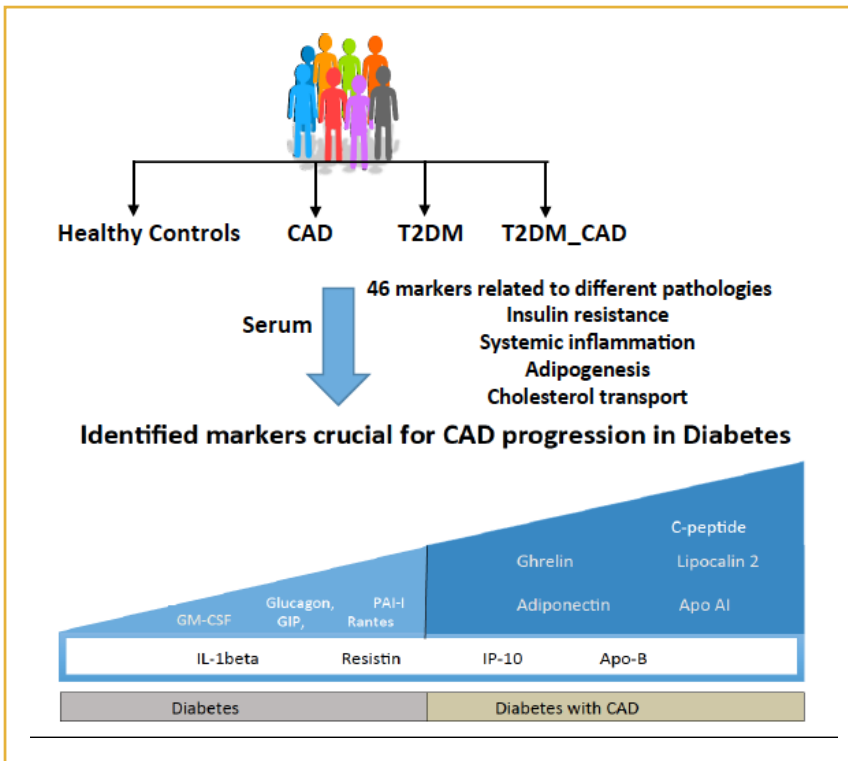 Healthy Controls CAD T2DM T2DM_CAD
46 markers related to different pathologies
Insulin resistance
Systemic inflammation
Adipogenesis
Cholesterol transport
Serum
Identified markers crucial for CAD progression in Diabetes
C-peptide
Ghrelin Lipocalin 2
Glucagon, PAI-I Adiponectin Apo AI
GM-CSF GIP, Rantes
IL-1beta Resistin IP-10 Apo-B
Diabetes Diabetes with CAD